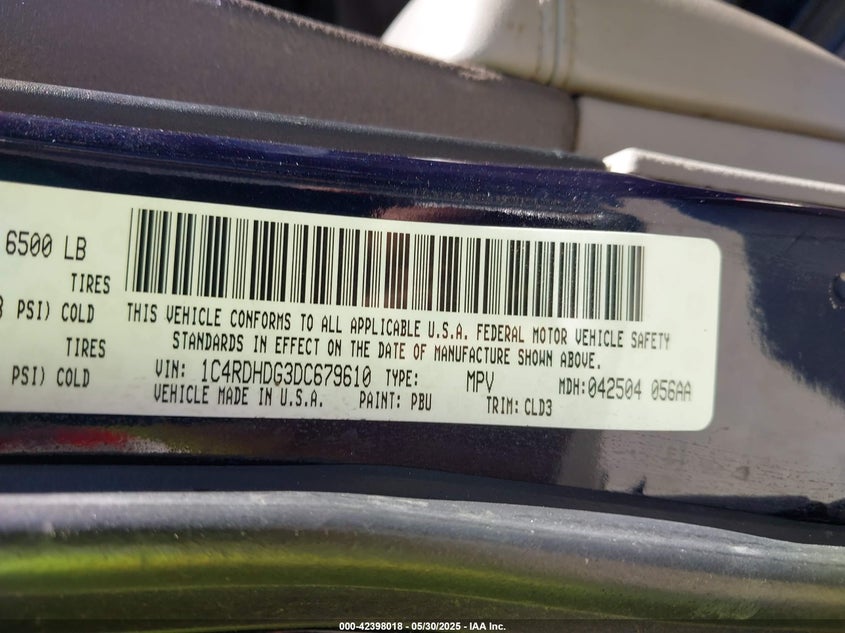 6500 LB
TIRES
PSI) COLD
TIRES
PSI) COLD
THIS VEHICLE CONFORMS TO ALL APPLICABLE U.S.A. FEDERAL MOTOR VEHICLE SAFETY
STANDARDS IN EFFECT ON THE DATE OF MANUFACTURE SHOWN ABOVE.
VIN: 1C4RDHDG3DC679610 TYPE: MPV MDH:042504 056AA
VEHICLE MADE IN U.S.A. PAINT: PBU TRIM: CLD3
000-42398018 - 05/30/2025 - IAA Inc.